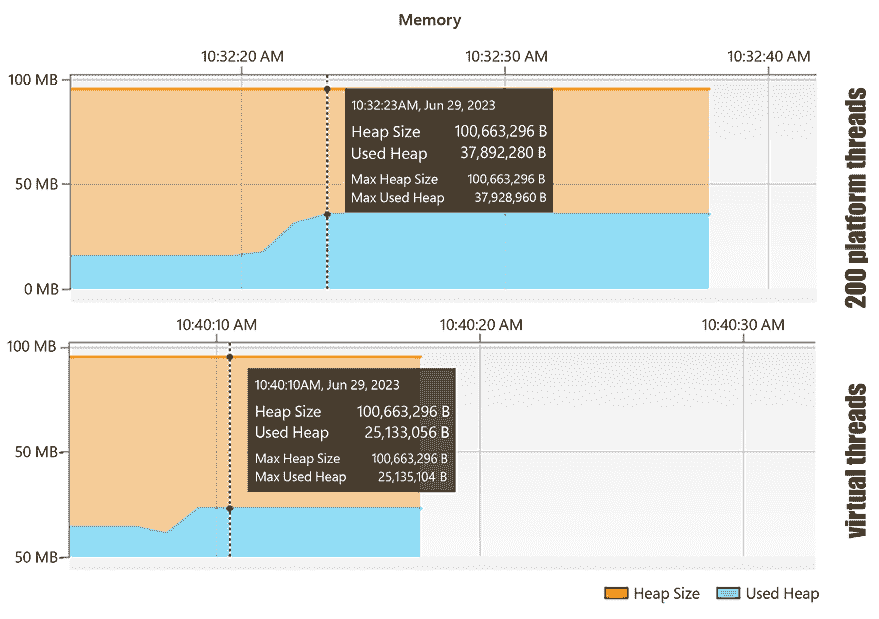 Memory
10:32:20 AM 10:32:30 AM 10:32:40 AM
100 MB
10:32:23AM, Jun 29, 2023
Heap Size 100,663,296 B
Used Heap 37,892,280 B
50 MB
Max Heap Size 100,663,296 B
Max Used Heap 37,928,960 B
0 MB
200 platform threads
10:40:10 AM 10:40:20 AM 10:40:30 AM
100 MB
10:40:10AM, Jun 29, 2023
Heap Size 100,663,296 B
Used Heap 25,133,056 B
50 MB
Max Heap Size 100,663,296 B
Max Used Heap 25,135,104 B
50 MB
virtual threads
Heap Size Used Heap